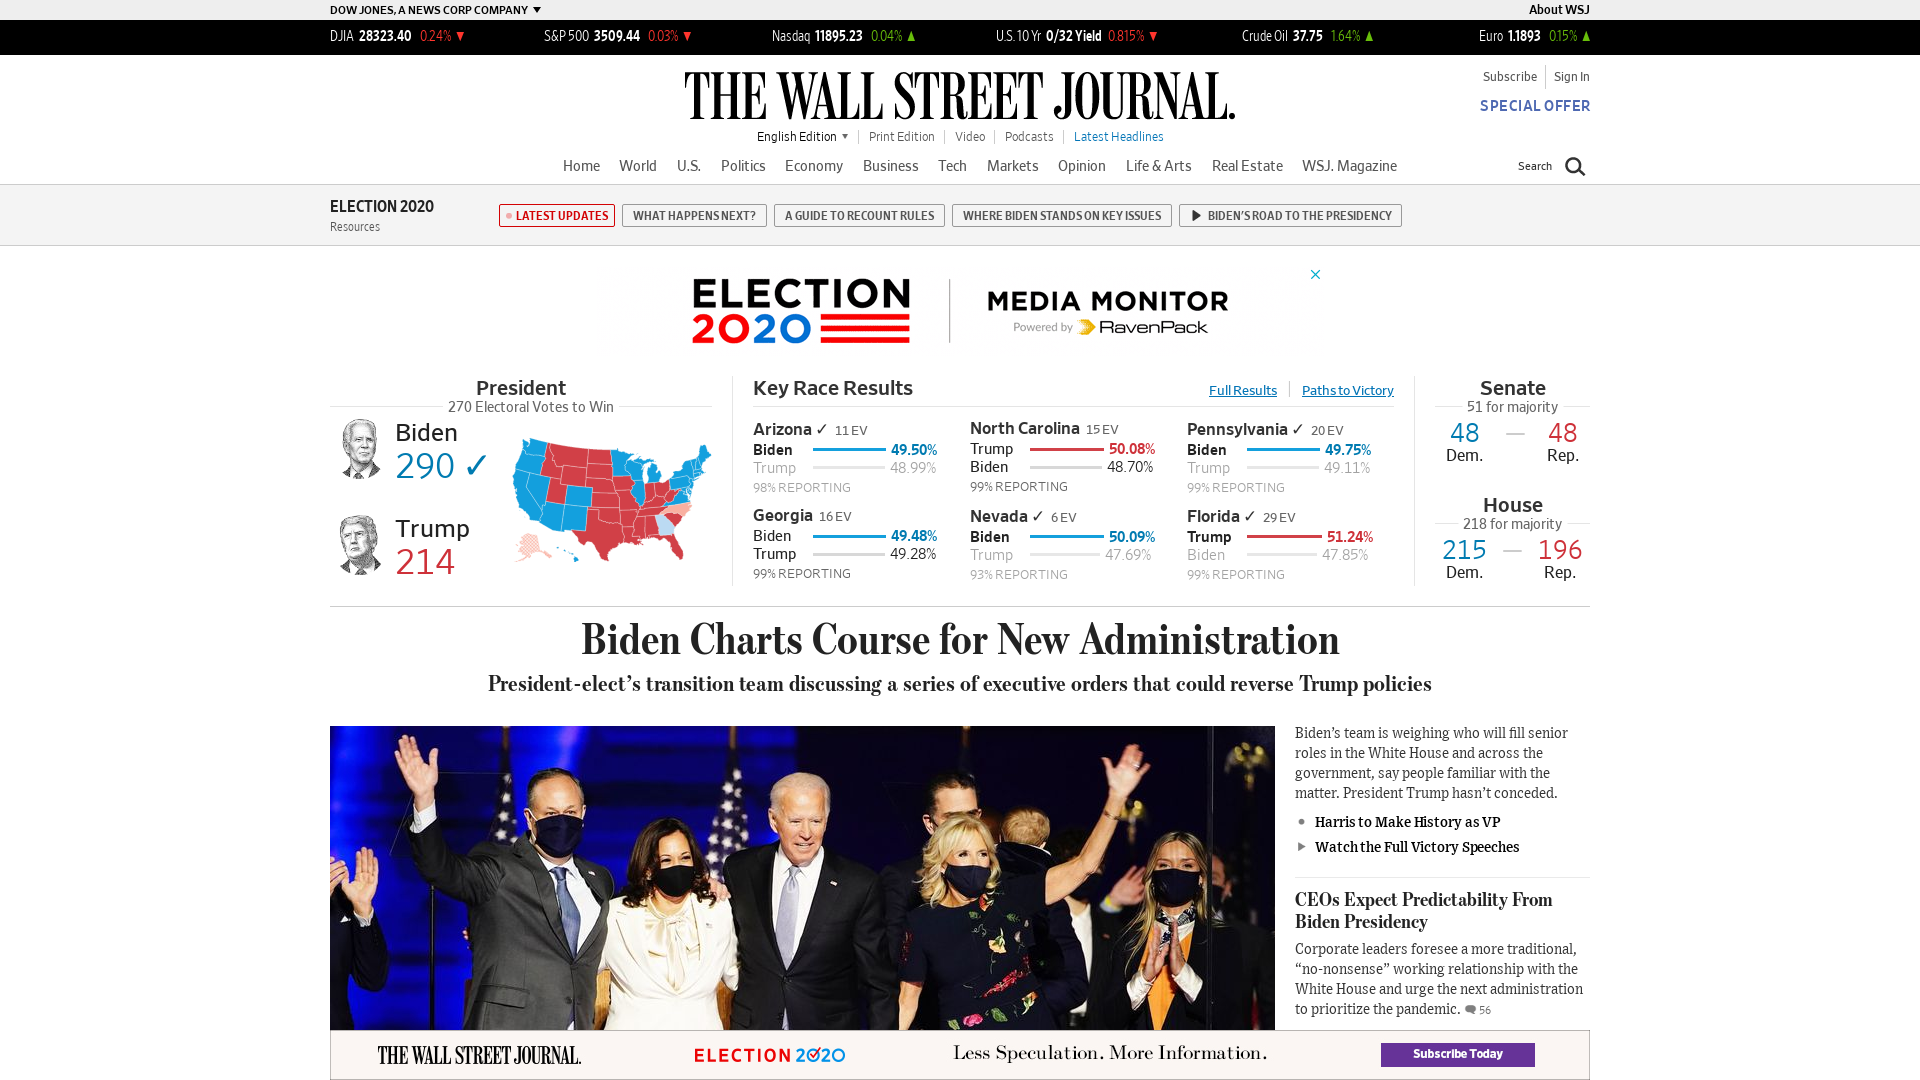 DOW JONES, A NEWS CORP COMPANY
About WSJ
DJIA 28323.40 0.24% ▼
S&P 500 3509.44 0.03% ▼
Nasdaq 11895.23 0.04% ▲
U.S. 10 Yr 0/32 Yield 0.815% ▼
Crude Oil 37.75 1.64% ▲
Euro 1.1893 0.15% ▲
THE WALL STREET JOURNAL.
Subscribe
Sign In
SPECIAL OFFER
English Edition
Print Edition
Video
Podcasts
Latest Headlines
Home
World
U.S.
Politics
Economy
Business
Tech
Markets
Opinion
Life & Arts
Real Estate
WSJ. Magazine
Search
ELECTION 2020
Resources
LATEST UPDATES
WHAT HAPPENS NEXT?
A GUIDE TO RECOUNT RULES
WHERE BIDEN STANDS ON KEY ISSUES
BIDEN'S ROAD TO THE PRESIDENCY
ELECTION
2020
MEDIA MONITOR
Powered by RavenPack
President
270 Electoral Votes to Win
Biden
290 ✓
Trump
214
Key Race Results
Full Results
Paths to Victory
Arizona ✓ 11 EV
Biden 49.50%
Trump 48.99%
98% REPORTING
North Carolina 15 EV
Trump 50.08%
Biden 48.70%
99% REPORTING
Pennsylvania ✓ 20 EV
Biden 49.75%
Trump 49.11%
99% REPORTING
Georgia 16 EV
Biden 49.48%
Trump 49.28%
99% REPORTING
Nevada ✓ 6 EV
Biden 50.09%
Trump 47.69%
93% REPORTING
Florida ✓ 29 EV
Trump 51.24%
Biden 47.85%
99% REPORTING
Senate
51 for majority
48 — 48
Dem. Rep.
House
218 for majority
215 — 196
Dem. Rep.
Biden Charts Course for New Administration
President-elect’s transition team discussing a series of executive orders that could reverse Trump policies
Biden’s team is weighing who will fill senior
roles in the White House and across the
government, say people familiar with the
matter. President Trump hasn’t conceded.
Harris to Make History as VP
Watch the Full Victory Speeches
CEOs Expect Predictability From
Biden Presidency
Corporate leaders foresee a more traditional,
“no-nonsense” working relationship with the
White House and urge the next administration
to prioritize the pandemic. 56
THE WALL STREET JOURNAL.
ELECTION 2020
Less Speculation. More Information.
Subscribe Today